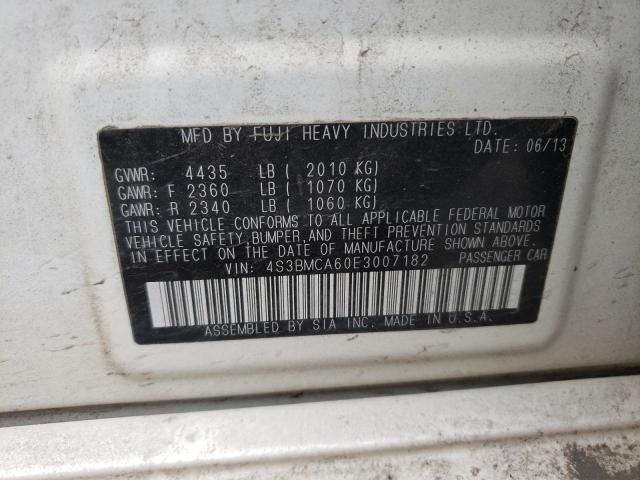 MFD BY FUJI HEAVY INDUSTRIES LTD.
DATE: 06/13
GVWR: 4435 LB ( 2010 KG)
GAWR: F 2360 LB ( 1070 KG)
GAWR: R 2340 LB ( 1060 KG)
THIS VEHICLE CONFORMS TO ALL APPLICABLE FEDERAL MOTOR
VEHICLE SAFETY, BUMPER, AND THEFT PREVENTION STANDARDS
IN EFFECT ON THE DATE OF MANUFACTURE SHOWN ABOVE.
VIN: 4S3BMCA60E3007182 PASSENGER CAR
ASSEMBLED BY SIA INC. MADE IN U.S.A.